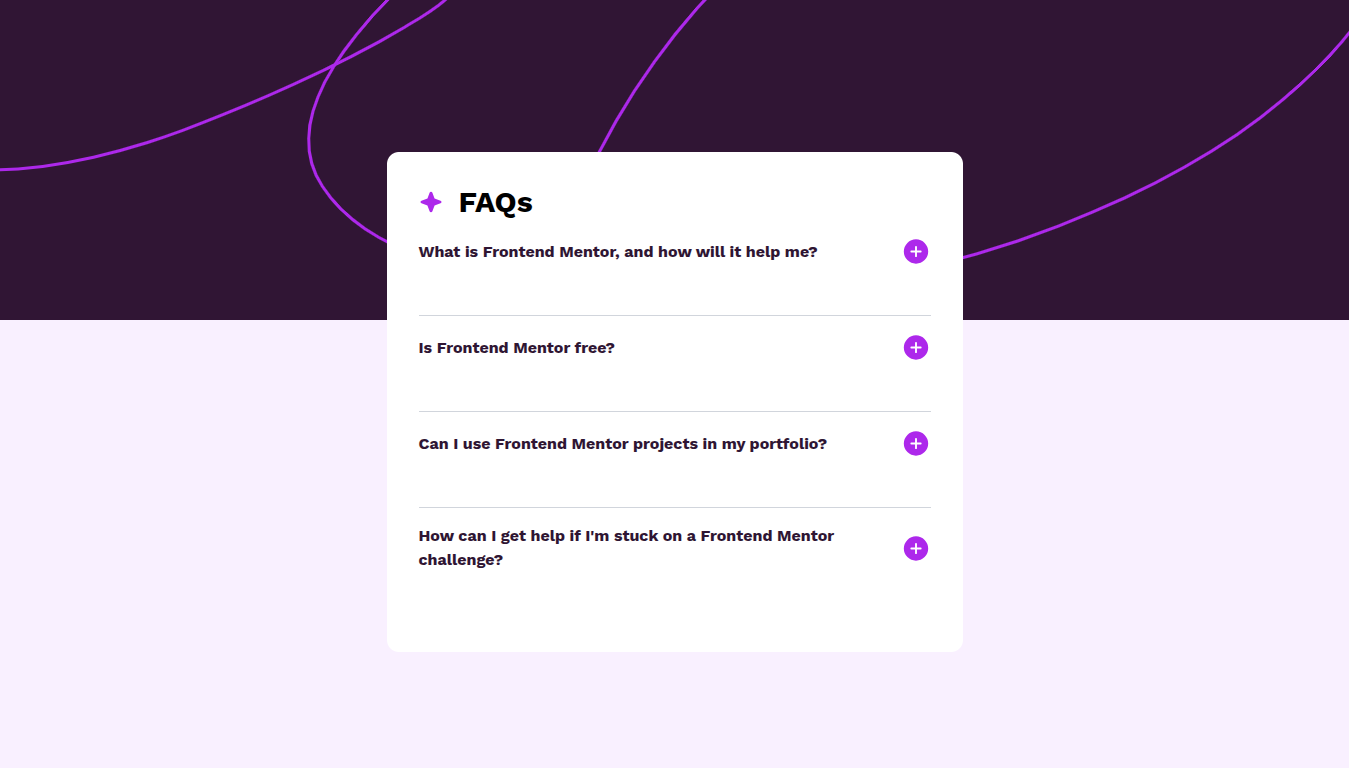 FAQs
What is Frontend Mentor, and how will it help me?
Is Frontend Mentor free?
Can I use Frontend Mentor projects in my portfolio?
How can I get help if I'm stuck on a Frontend Mentor
challenge?